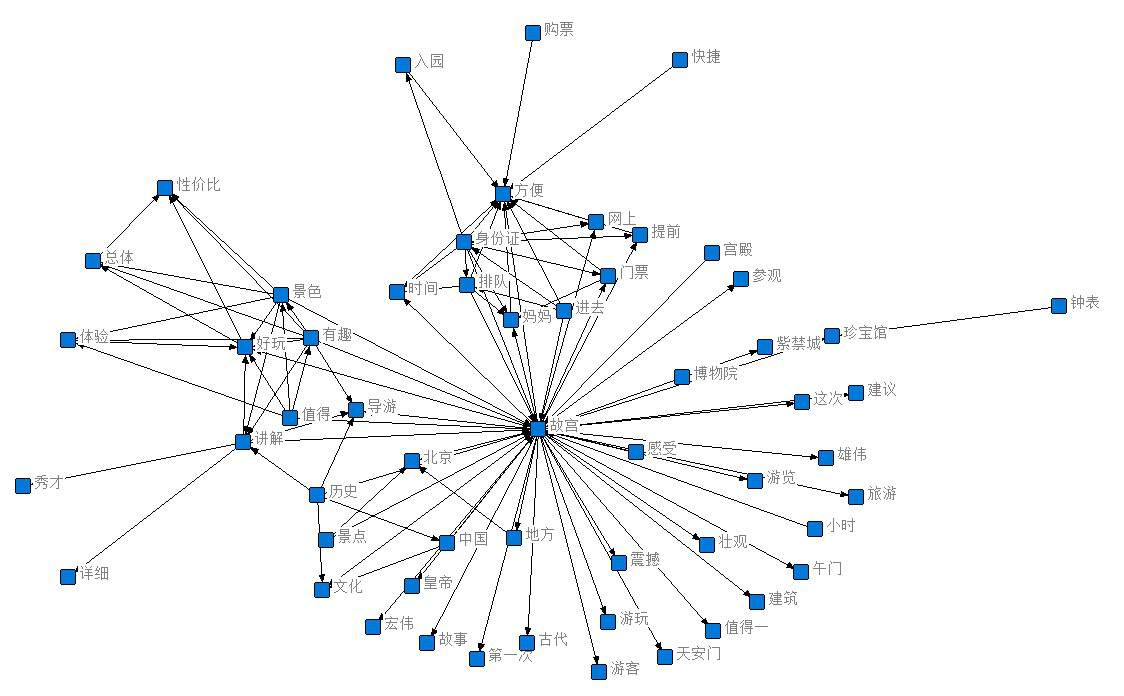 购票
快捷
入园
性价比
方便
网上
提前
身份证
宫殿
总体
门票
参观
排队
时间
景色
钟表
进去
妈妈
体验
有趣
珍宝馆
好玩
紫禁城
博物院
建议
这次
导游
值得
故宫
讲解
感受
北京
雄伟
游览
秀才
历史
旅游
小时
地方
景点
中国
壮观
震撼
午门
详细
皇帝
文化
建筑
宏伟
游玩
值得一
故事
古代
天安门
第一次
游客